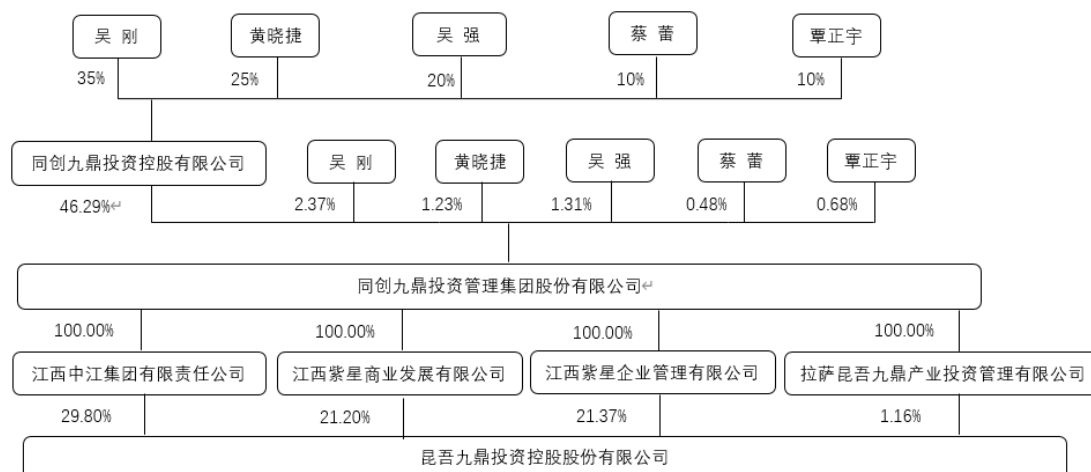 吴 刚 黄晓捷 吴 强 蔡 蕾 覃正宇
35% 25% 20% 10% 10%
同创九鼎投资控股有限公司 吴 刚 黄晓捷 吴 强 蔡 蕾 覃正宇
46.29%↵ 2.37% 1.23% 1.31% 0.48% 0.68%
同创九鼎投资管理集团股份有限公司↵
100.00% 100.00% 100.00% 100.00%
江西中江集团有限责任公司 江西紫星商业发展有限公司 江西紫星企业管理有限公司 拉萨昆吾九鼎产业投资管理有限公司
29.80% 21.20% 21.37% 1.16%
昆吾九鼎投资控股股份有限公司